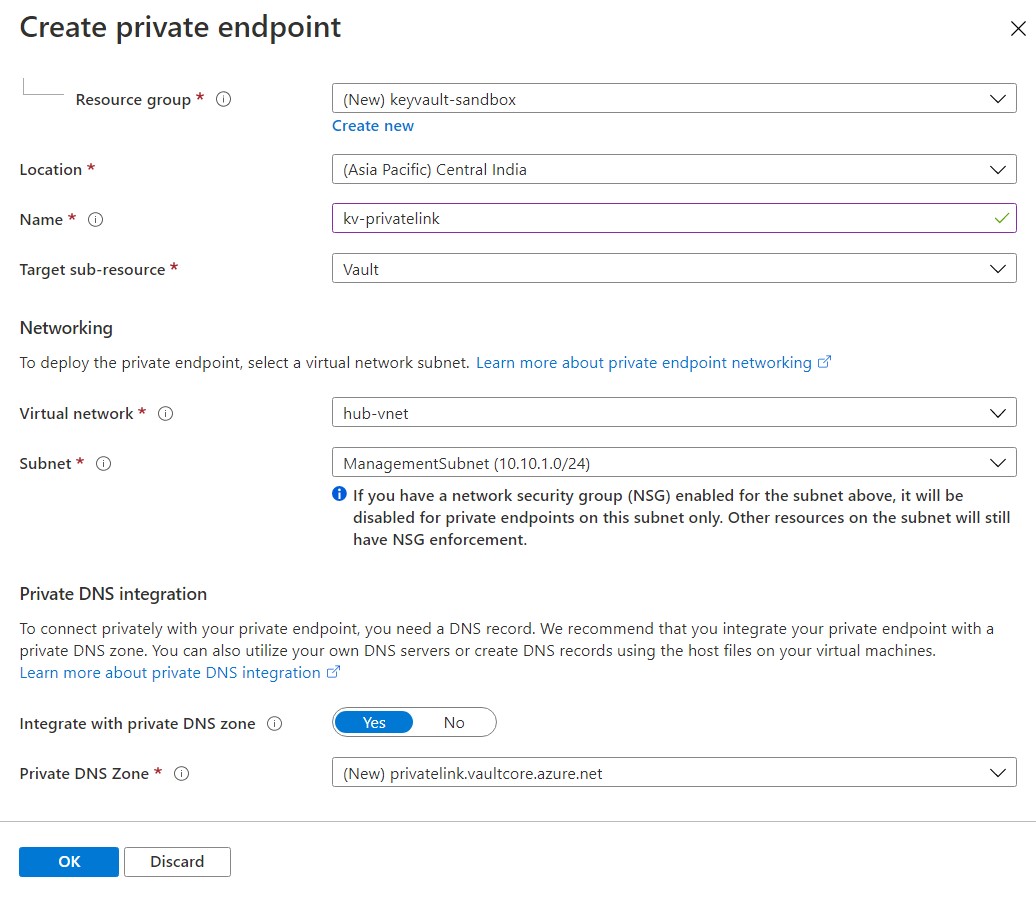 Create private endpoint
Resource group *
(New) keyvault-sandbox
Create new
Location *
(Asia Pacific) Central India
Name *
kv-privatelink
Target sub-resource *
Vault
Networking
To deploy the private endpoint, select a virtual network subnet. Learn more about private endpoint networking
Virtual network *
hub-vnet
Subnet *
ManagementSubnet (10.10.1.0/24)
If you have a network security group (NSG) enabled for the subnet above, it will be
disabled for private endpoints on this subnet only. Other resources on the subnet will still
have NSG enforcement.
Private DNS integration
To connect privately with your private endpoint, you need a DNS record. We recommend that you integrate your private endpoint with a
private DNS zone. You can also utilize your own DNS servers or create DNS records using the host files on your virtual machines.
Learn more about private DNS integration
Integrate with private DNS zone
Yes No
Private DNS Zone *
(New) privatelink.vaultcore.azure.net
OK Discard